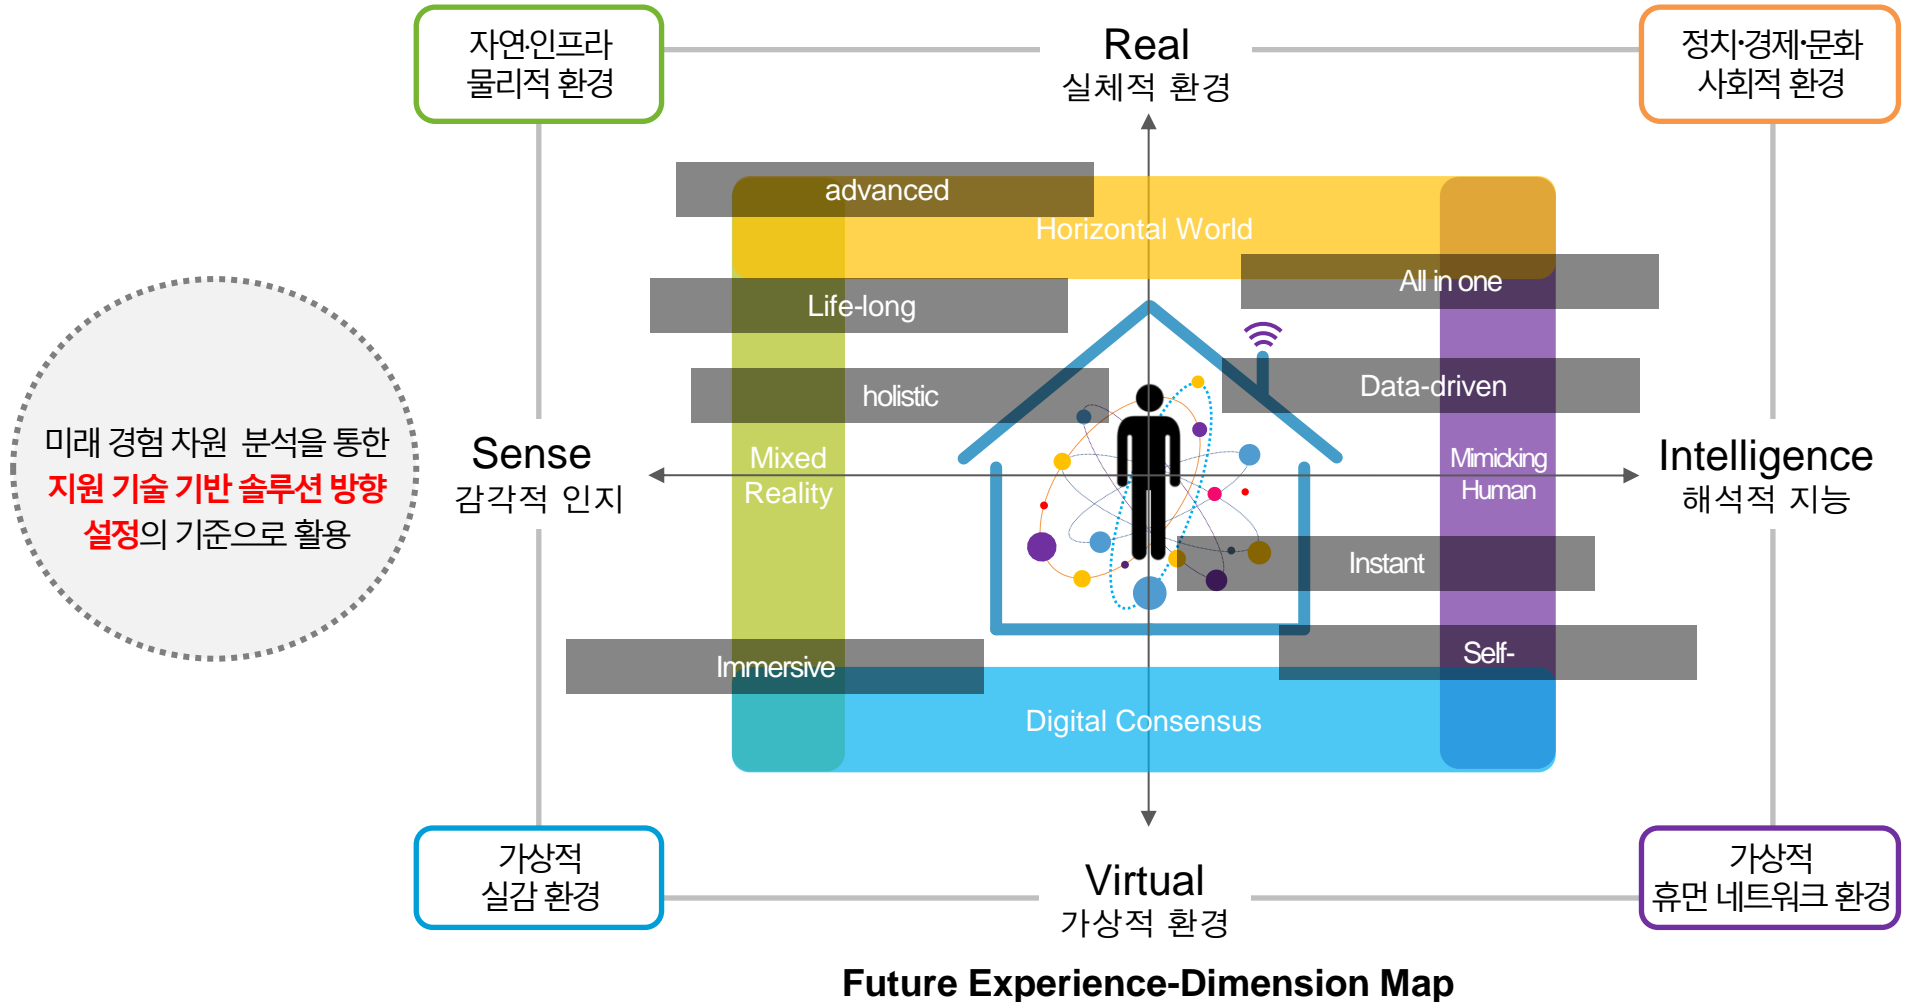 자연·인프라
물리적 환경
Real
실체적 환경
정치·경제·문화
사회적 환경
advanced
Horizontal World
All in one
Life-long
Data-driven
holistic
미래 경험 차원 분석을 통한
지원 기술 기반 솔루션 방향
설정의 기준으로 활용
Sense
감각적 인지
Mixed
Reality
Mimicking
Human
Intelligence
해석적 지능
Instant
Immersive
Self-
Digital Consensus
가상적
실감 환경
Virtual
가상적 환경
가상적
휴먼 네트워크 환경
Future Experience-Dimension Map